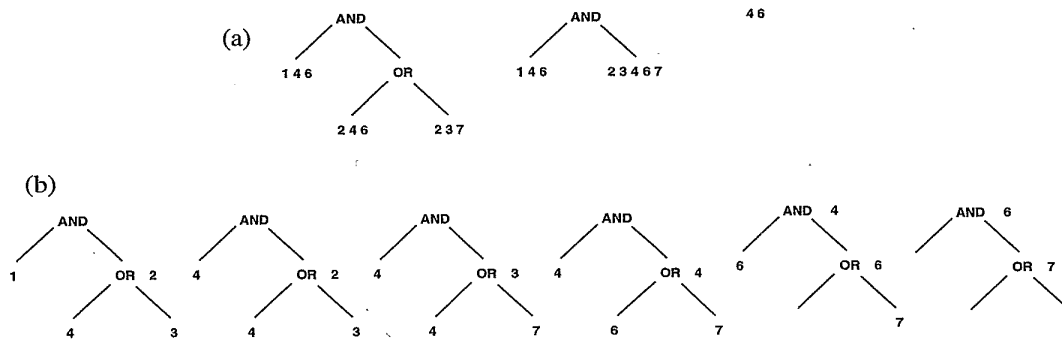 (a)
AND AND 4 6
1 4 6 OR 1 4 6 2 3 4 6 7
2 4 6 2 3 7
(b)
AND AND AND AND AND 4 AND 6
1 OR 2 4 OR 2 4 OR 3 4 OR 4 6 OR 6 OR 7
4 3 4 3 4 7 6 7 7